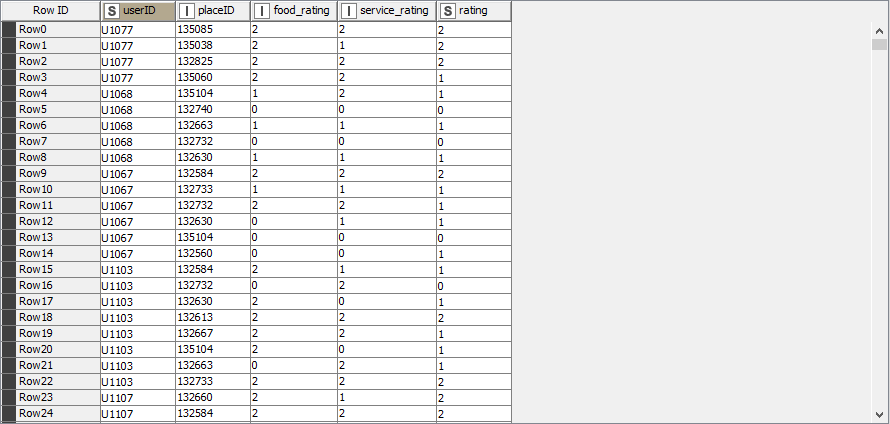 Row ID S userID I placeID I food_rating I service_rating S rating
Row0 U1077 135085 2 2 2
Row1 U1077 135038 2 1 2
Row2 U1077 132825 2 2 2
Row3 U1077 135060 2 2 1
Row4 U1068 135104 1 2 1
Row5 U1068 132740 0 0 0
Row6 U1068 132663 1 1 1
Row7 U1068 132732 0 0 0
Row8 U1068 132630 1 1 1
Row9 U1067 132584 2 2 2
Row10 U1067 132733 1 1 1
Row11 U1067 132732 2 2 1
Row12 U1067 132630 0 1 1
Row13 U1067 135104 0 0 0
Row14 U1067 132560 0 0 1
Row15 U1103 132584 2 1 1
Row16 U1103 132732 0 2 0
Row17 U1103 132630 2 0 1
Row18 U1103 132613 2 2 2
Row19 U1103 132667 2 2 1
Row20 U1103 135104 2 0 1
Row21 U1103 132663 0 2 1
Row22 U1103 132733 2 2 2
Row23 U1107 132660 2 1 2
Row24 U1107 132584 2 2 2